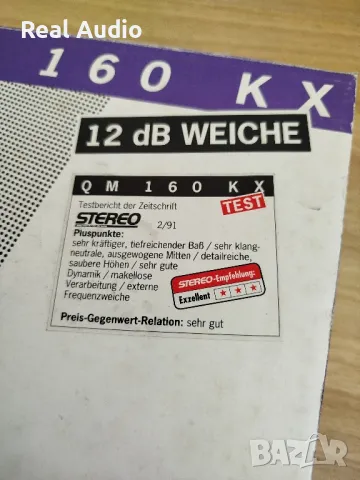 Real Audio
160 KX
12 dB WEICHE
QM 160 KX
TEST
Testbericht der Zeitschrift
STEREO 2/91
Pluspunkte:
sehr kräftiger, tiefreichender Baß / sehr klang-
neutrale, ausgewogene Mitten / detailreiche,
saubere Höhen / sehr gute
Dynamik / makellose
Verarbeitung / externe
Frequenzweiche
STEREO-Empfehlung:
Exzellent ★ ★ ★
Preis-Gegenwert-Relation: sehr gut
BAZAR